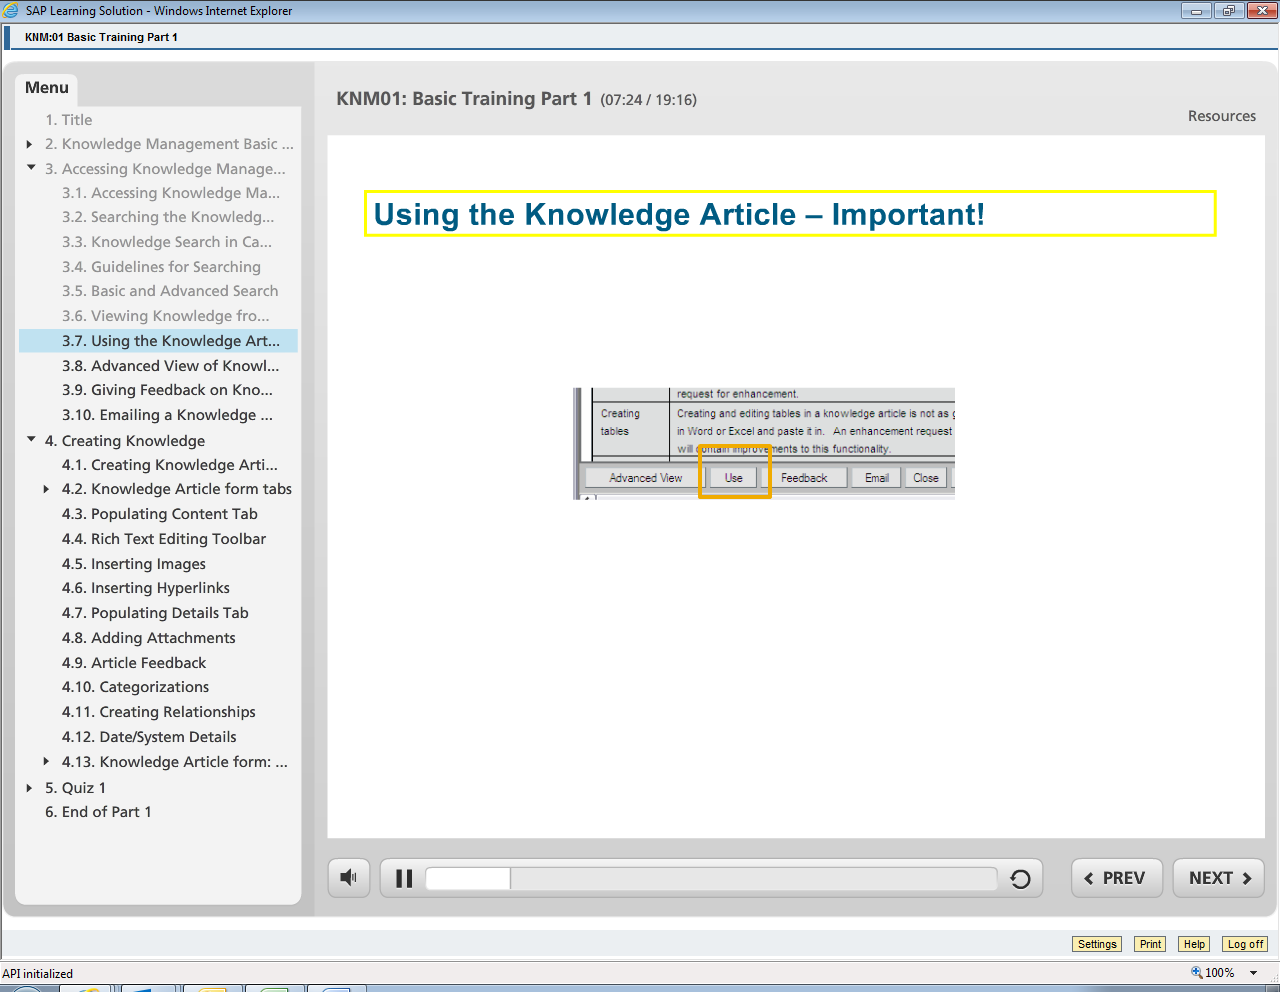 SAP Learning Solution - Windows Internet Explorer
KNM:01 Basic Training Part 1
Menu
1. Title
2. Knowledge Management Basic ...
3. Accessing Knowledge Manage...
3.1. Accessing Knowledge Ma...
3.2. Searching the Knowledg...
3.3. Knowledge Search in Ca...
3.4. Guidelines for Searching
3.5. Basic and Advanced Search
3.6. Viewing Knowledge fro...
3.7. Using the Knowledge Art...
3.8. Advanced View of Knowl...
3.9. Giving Feedback on Kno...
3.10. Emailing a Knowledge ...
4. Creating Knowledge
4.1. Creating Knowledge Arti...
4.2. Knowledge Article form tabs
4.3. Populating Content Tab
4.4. Rich Text Editing Toolbar
4.5. Inserting Images
4.6. Inserting Hyperlinks
4.7. Populating Details Tab
4.8. Adding Attachments
4.9. Article Feedback
4.10. Categorizations
4.11. Creating Relationships
4.12. Date/System Details
4.13. Knowledge Article form: ...
5. Quiz 1
6. End of Part 1
KNM01: Basic Training Part 1 (07:24 / 19:16)
Resources
Using the Knowledge Article – Important!
request for enhancement.
Creating tables
Creating and editing tables in a knowledge article is not as
in Word or Excel and paste it in. An enhancement request
will contain improvements to this functionality.
Advanced View Use Feedback Email Close
PREV NEXT
Settings Print Help Log off
API initialized 100%